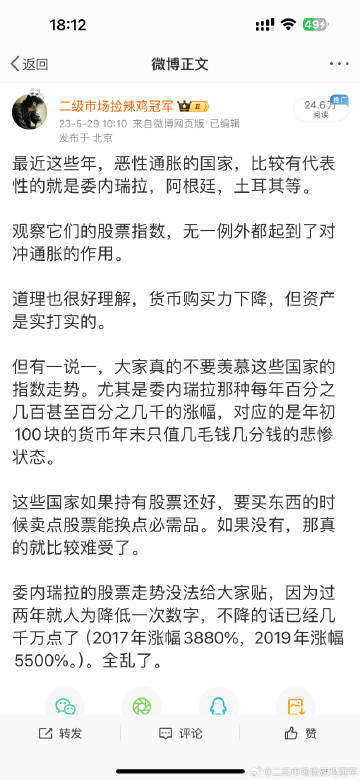 18:12
49
返回
微博正文
二级市场捡辣鸡冠军
II
推广
24.6万
阅读
23-5-29 10:10 来自微博网页版 已编辑
发布于 北京
最近这些年，恶性通胀的国家，比较有代表
性的就是委内瑞拉，阿根廷，土耳其等。
观察它们的股票指数，无一例外都起到了对
冲通胀的作用。
道理也很好理解，货币购买力下降，但资产
是实打实的。
但有一说一，大家真的不要羡慕这些国家的
指数走势。尤其是委内瑞拉那种每年百分之
几百甚至百分之几千的涨幅，对应的是年初
100块的货币年末只值几毛钱几分钱的悲惨
状态。
这些国家如果持有股票还好，要买东西的时
候卖点股票能换点必需品。如果没有，那真
的就比较难受了。
委内瑞拉的股票走势没法给大家贴，因为过
两年就人为降低一次数字，不降的话已经几
千万点了（2017年涨幅3880%，2019年涨幅
5500%。）。全乱了。
转发
评论
赞
@二级市场捡辣鸡冠军